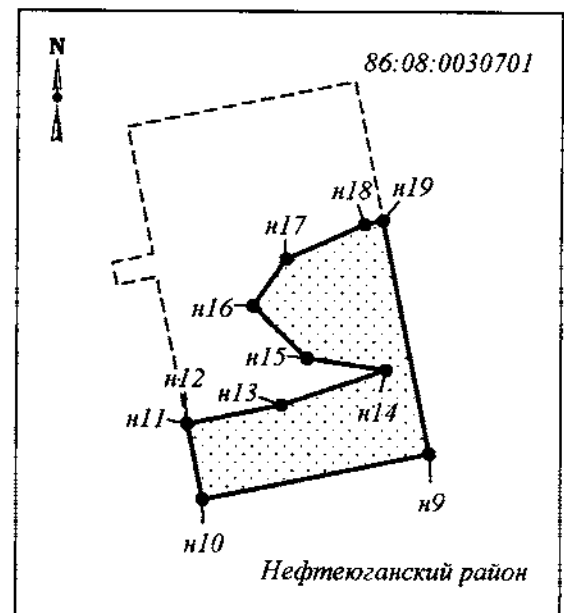 N
86:08:0030701
н19
н18
н17
н16
н15
н12
н13
н14
н11
н9
н10
Нефтеюганский район